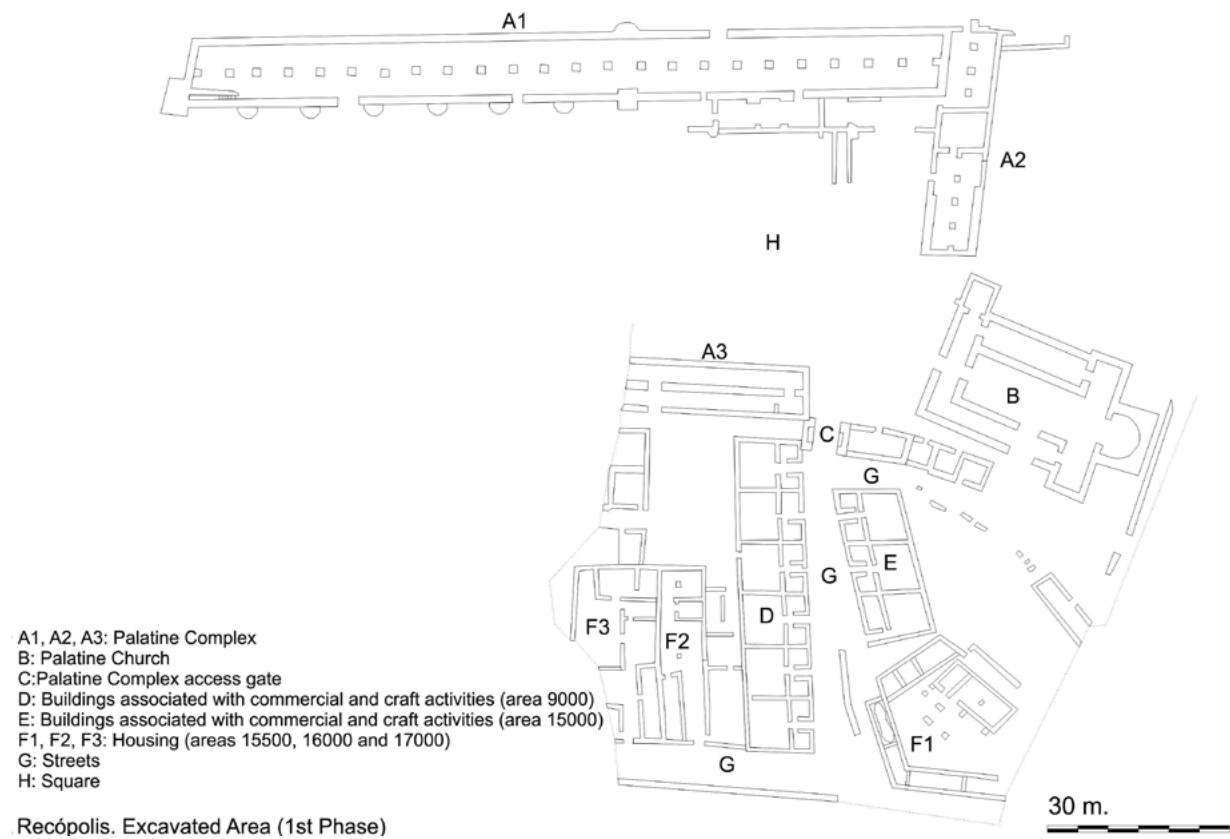 A1
A2
H
A3
B
C
G
E
G
D
F3
F2
F1
G
A1, A2, A3: Palatine Complex
B: Palatine Church
C:Palatine Complex access gate
D: Buildings associated with commercial and craft activities (area 9000)
E: Buildings associated with commercial and craft activities (area 15000)
F1, F2, F3: Housing (areas 15500, 16000 and 17000)
G: Streets
H: Square
Recópolis. Excavated Area (1st Phase)
30 m.